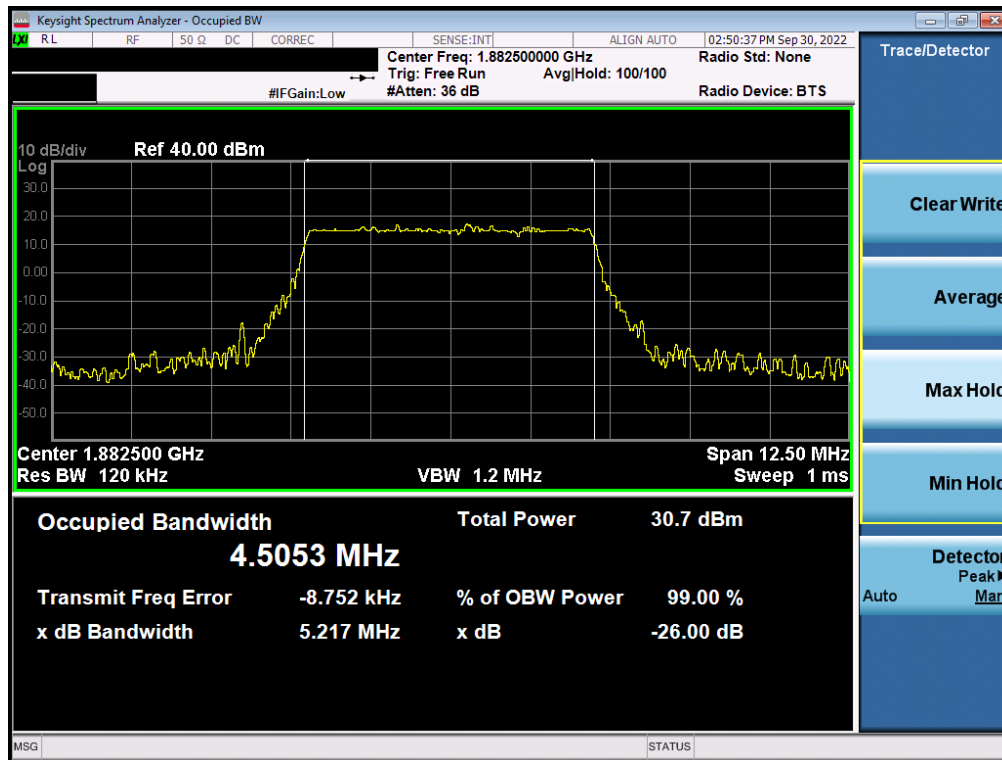 Keysight Spectrum Analyzer - Occupied BW
LXI RL RF 50 Ω DC CORREC SENSE:INT ALIGN AUTO 02:50:37 PM Sep 30, 2022
Center Freq: 1.882500000 GHz Radio Std: None
Trig: Free Run Avg|Hold: 100/100
#IFGain:Low #Atten: 36 dB Radio Device: BTS
10 dB/div Ref 40.00 dBm
Log
30.0
20.0
10.0
0.00
-10.0
-20.0
-30.0
-40.0
-50.0
Center 1.882500 GHz Span 12.50 MHz
Res BW 120 kHz VBW 1.2 MHz Sweep 1 ms
Occupied Bandwidth Total Power 30.7 dBm
4.5053 MHz
Transmit Freq Error -8.752 kHz % of OBW Power 99.00 %
x dB Bandwidth 5.217 MHz x dB -26.00 dB
Trace/Detector
Clear Write
Average
Max Hold
Min Hold
Detector
Peak
Auto Man
MSG STATUS